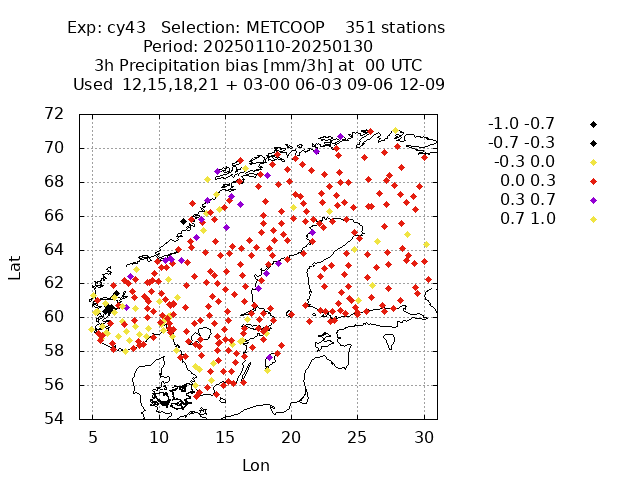 Exp: cy43   Selection: METCOOP    351 stations
Period: 20250110-20250130
3h Precipitation bias [mm/3h] at  00 UTC
Used  12,15,18,21 + 03-00 06-03 09-06 12-09
-1.0 -0.7
-0.7 -0.3
-0.3 0.0
0.0 0.3
0.3 0.7
0.7 1.0
72
70
68
66
64
62
60
58
56
54
Lat
5 10 15 20 25 30
Lon